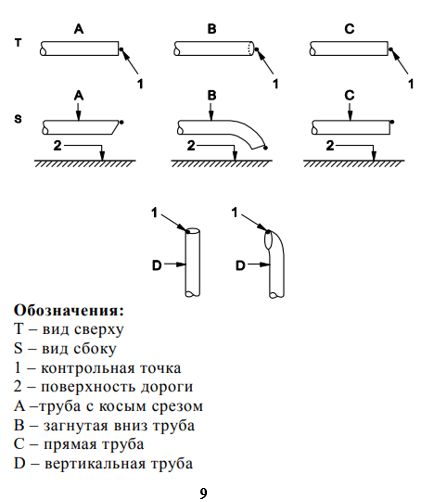 A B C
T
1 1 1
A B C
S
2 2 2
1 1
D D
Обозначения:
T – вид сверху
S – вид сбоку
1 – контрольная точка
2 – поверхность дороги
A –труба с косым срезом
B – загнутая вниз труба
C – прямая труба
D – вертикальная труба
9